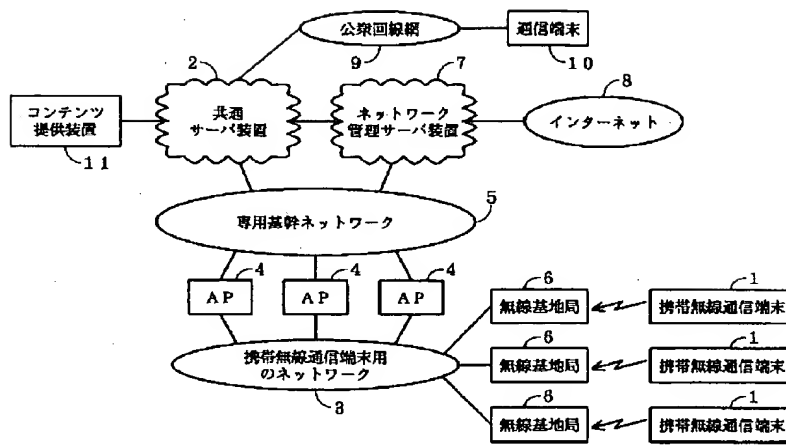 公衆回線網
通信端末
2
9
7
10
8
コンテンツ
提供装置
共通
サーバ装置
ネットワーク
管理サーバ装置
インターネット
11
専用基幹ネットワーク
5
4
4
4
AP
AP
AP
6
1
無線基地局
携帯無線通信端末
6
1
携帯無線通信端末用
のネットワーク
無線基地局
携帯無線通信端末
3
6
1
無線基地局
携帯無線通信端末